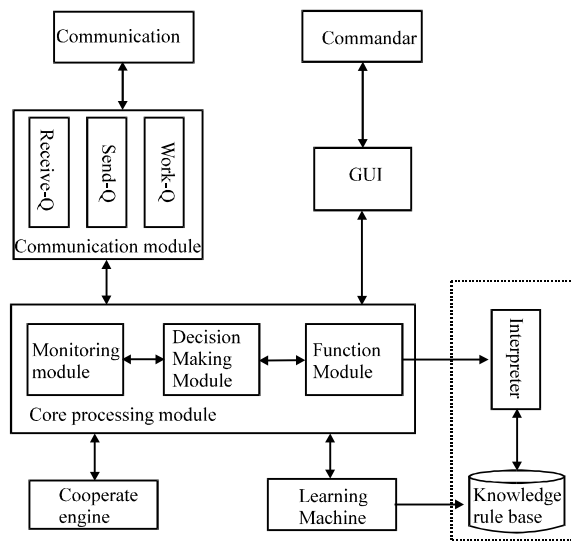 Communication
Commandar
Receive-Q
Send-Q
Work-Q
Communication module
GUI
Monitoring
module
Decision
Making
Module
Function
Module
Core processing module
Interpreter
Cooperate
engine
Learning
Machine
Knowledge
rule base